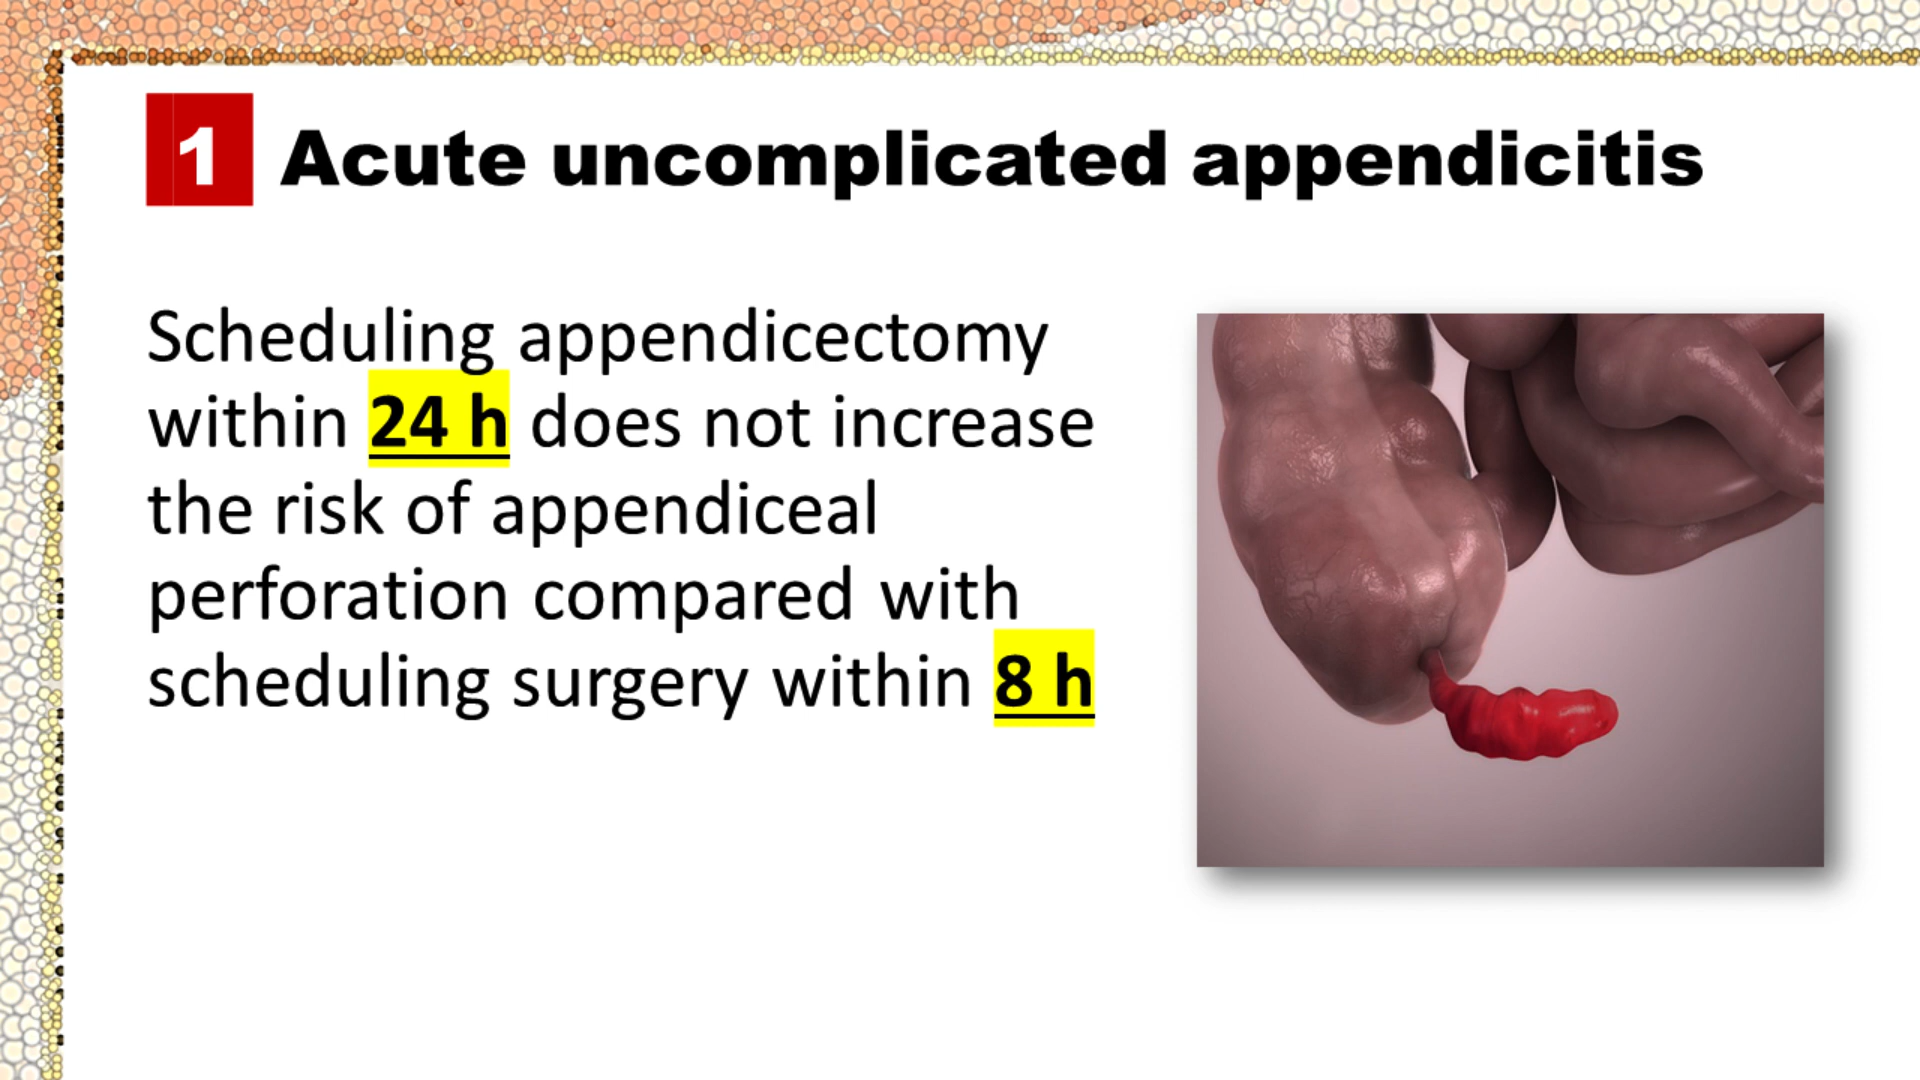 1 Acute uncomplicated appendicitis
Scheduling appendicectomy
within 24 h does not increase
the risk of appendiceal
perforation compared with
scheduling surgery within 8 h